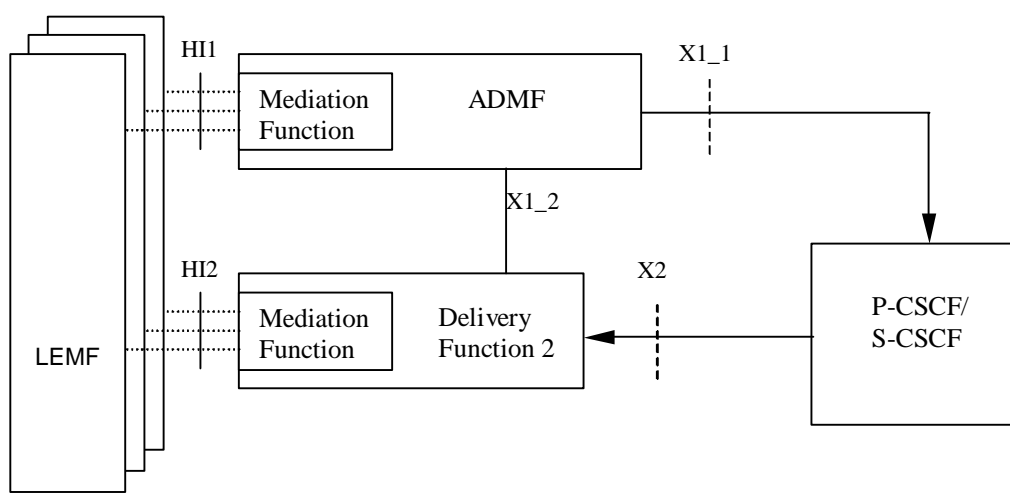 HI1
X1_1
Mediation
Function
ADMF
X1_2
HI2
X2
Mediation
Function
Delivery
Function 2
P-CSCF/
S-CSCF
LEMF